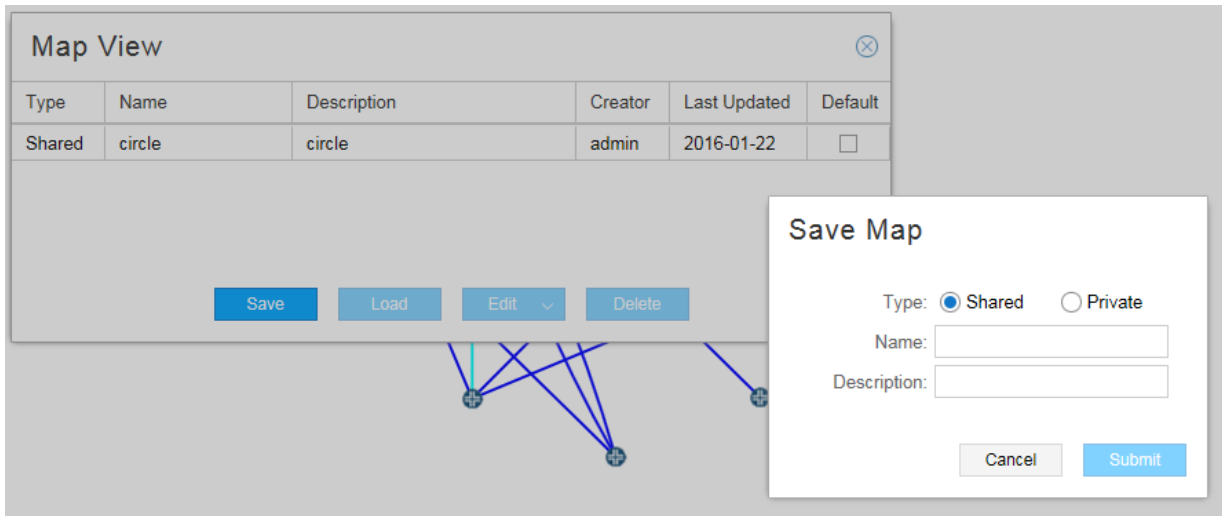 Map View
Type Name Description Creator Last Updated Default
Shared circle circle admin 2016-01-22
Save Load Edit Delete
Save Map
Type: Shared Private
Name:
Description:
Cancel Submit